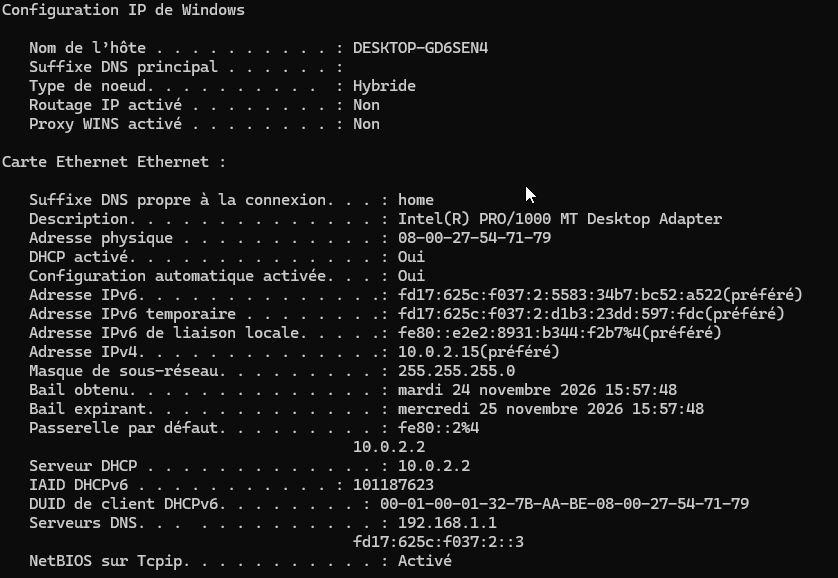 Configuration IP de Windows
Nom de l’hôte . . . . . . . . . . : DESKTOP-GD6SEN4
Suffixe DNS principal . . . . . . :
Type de noeud. . . . . . . . . .  : Hybride
Routage IP activé . . . . . . . . : Non
Proxy WINS activé . . . . . . . . : Non
Carte Ethernet Ethernet :
Suffixe DNS propre à la connexion. . . : home
Description. . . . . . . . . . . . . . : Intel(R) PRO/1000 MT Desktop Adapter
Adresse physique . . . . . . . . . . . : 08-00-27-54-71-79
DHCP activé. . . . . . . . . . . . . . : Oui
Configuration automatique activée. . . : Oui
Adresse IPv6. . . . . . . . . . . . . .: fd17:625c:f037:2:5583:34b7:bc52:a522(préféré)
Adresse IPv6 temporaire . . . . . . . .: fd17:625c:f037:2:d1b3:23dd:597:fdc(préféré)
Adresse IPv6 de liaison locale. . . . .: fe80::e2e2:8931:b344:f2b7%4(préféré)
Adresse IPv4. . . . . . . . . . . . . .: 10.0.2.15(préféré)
Masque de sous-réseau. . . . . . . . . : 255.255.255.0
Bail obtenu. . . . . . . . . . . . . . : mardi 24 novembre 2026 15:57:48
Bail expirant. . . . . . . . . . . . . : mercredi 25 novembre 2026 15:57:48
Passerelle par défaut. . . . . . . . . : fe80::2%4
10.0.2.2
Serveur DHCP . . . . . . . . . . . . . : 10.0.2.2
IAID DHCPv6 . . . . . . . . . . . : 101187623
DUID de client DHCPv6. . . . . . . . : 00-01-00-01-32-7B-AA-BE-08-00-27-54-71-79
Serveurs DNS. . .  . . . . . . . . . . : 192.168.1.1
fd17:625c:f037:2::3
NetBIOS sur Tcpip. . . . . . . . . . . : Activé